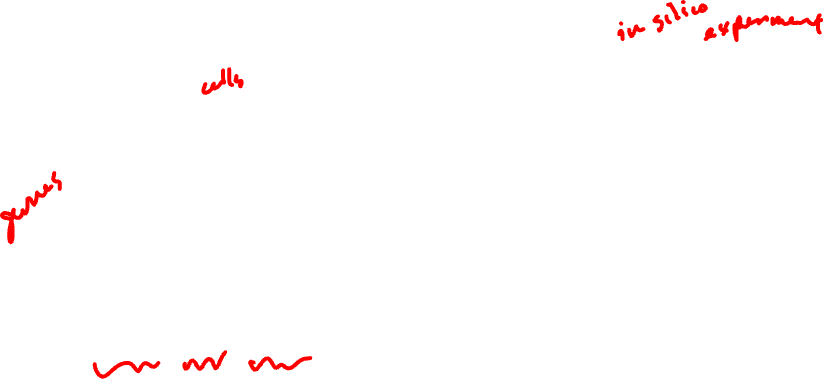 in silico experiment
cells
genes